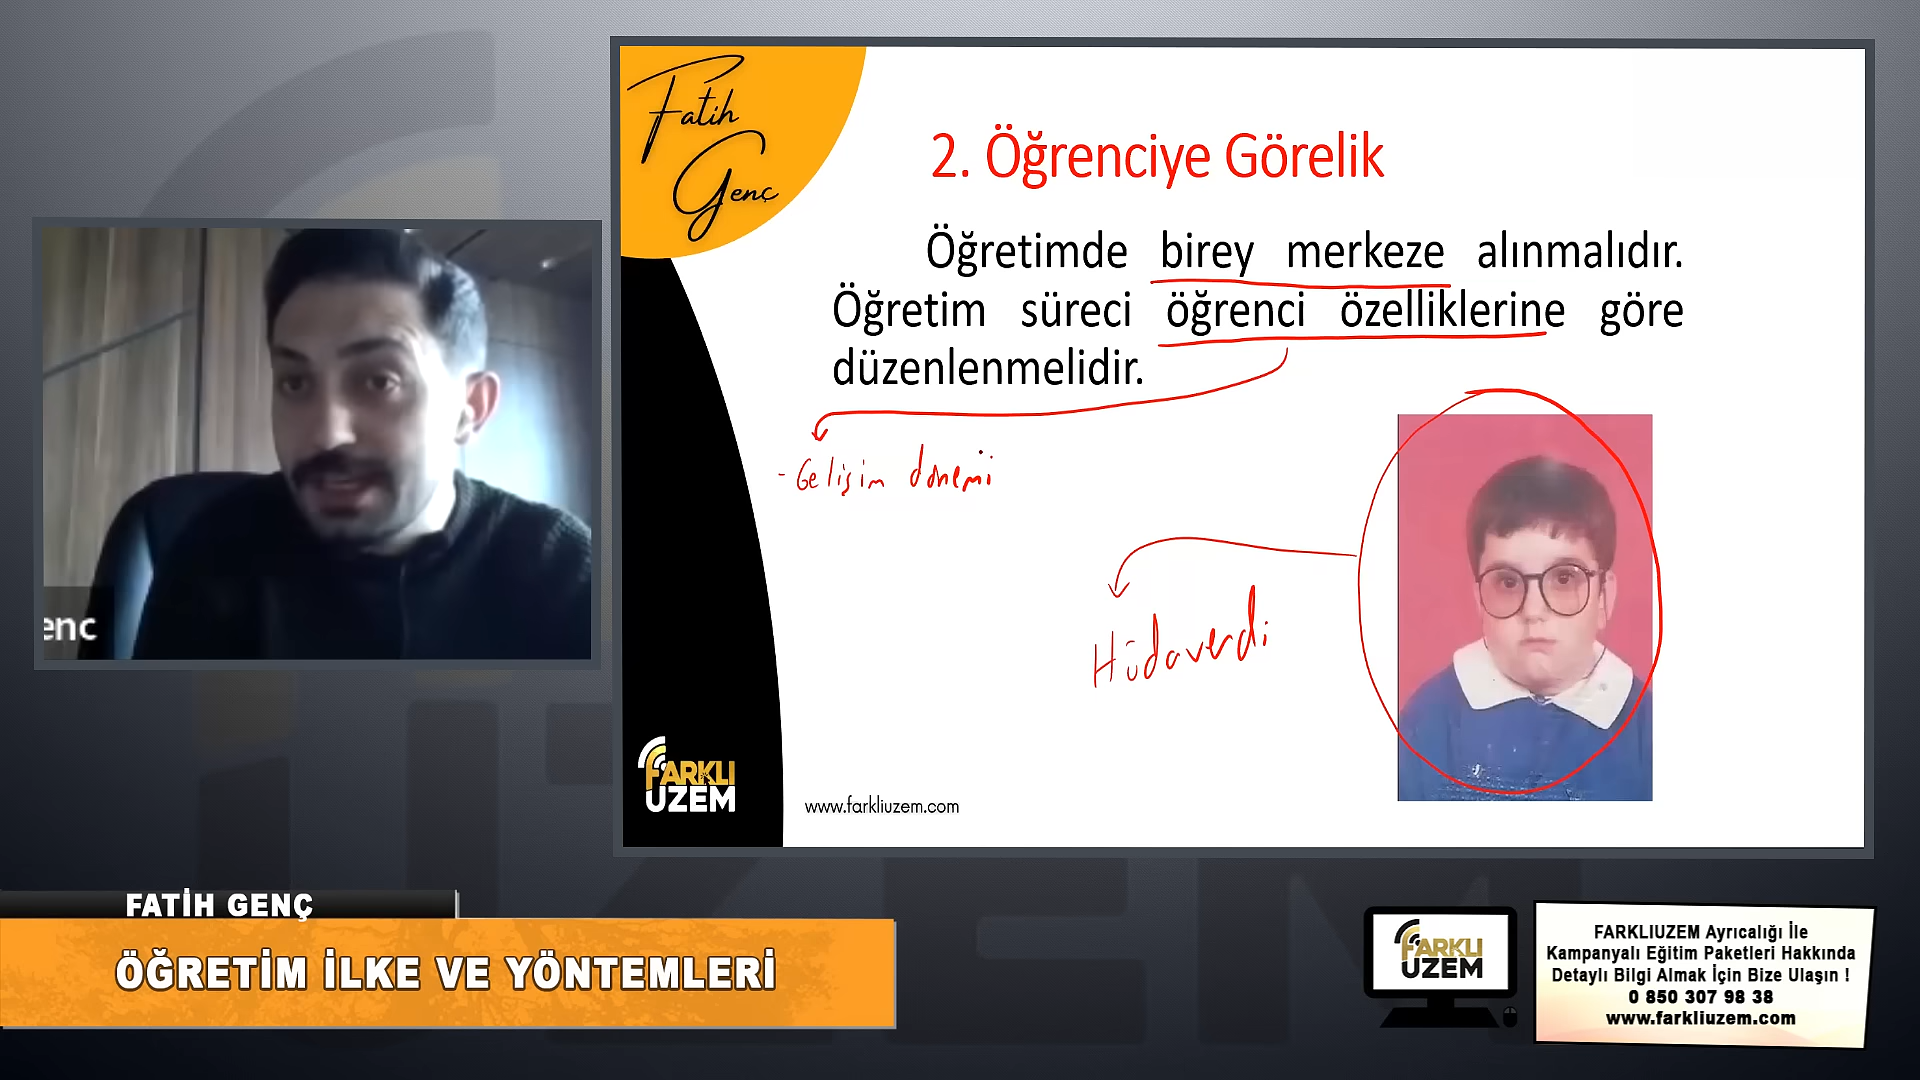 Fatih
Genç
2. Öğrenciye Görelik
Öğretimde birey merkeze alınmalıdır.
Öğretim süreci öğrenci özelliklerine göre
düzenlenmelidir.
- Gelişim dönemi
Hüdaverdi
enc
FARKLI
UZEM
www.farkliuzem.com
FATİH GENÇ
ÖĞRETİM İLKE VE YÖNTEMLERİ
FARKLI
UZEM
FARKLIUZEM Ayrıcalığı İle
Kampanyalı Eğitim Paketleri Hakkında
Detaylı Bilgi Almak İçin Bize Ulaşın !
0 850 307 98 38
www.farkliuzem.com